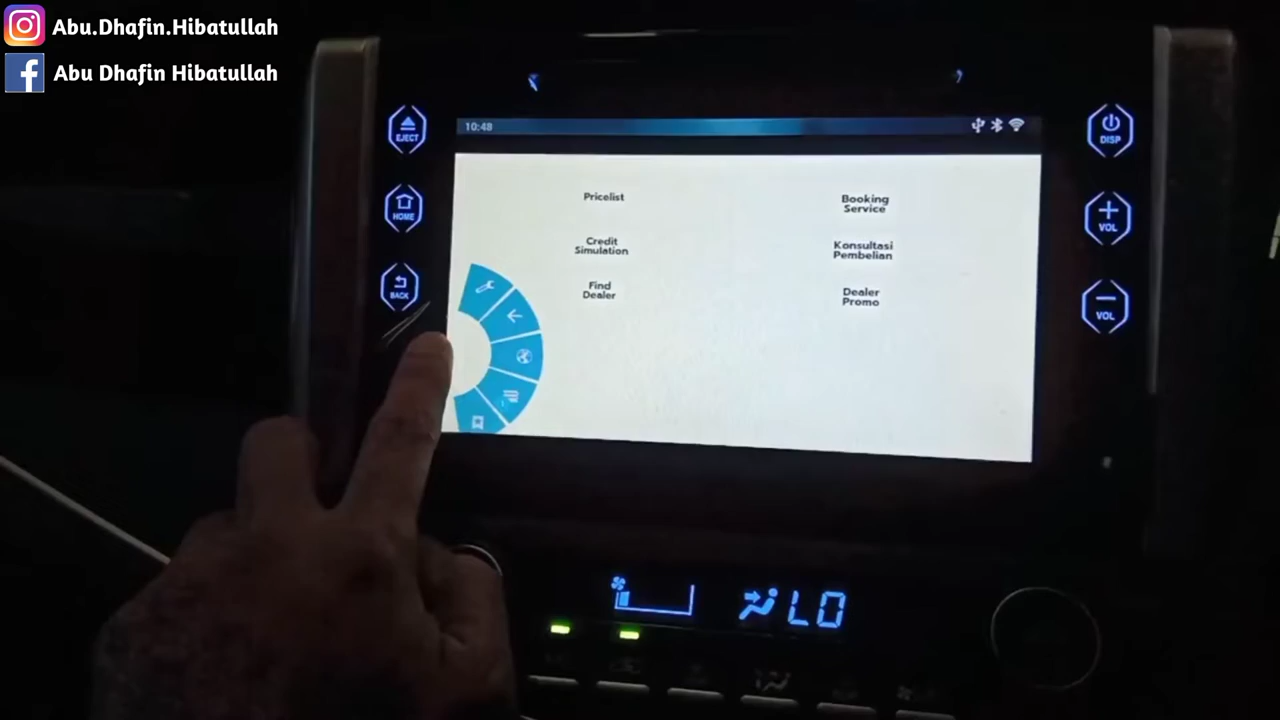 Abu.Dhafin.Hibatullah
Abu Dhafin Hibatullah
EJECT
HOME
BACK
10:48
Pricelist
Credit
Simulation
Find
Dealer
Booking
Service
Konsultasi
Pembelian
Dealer
Promo
DISP
VOL
VOL
LO